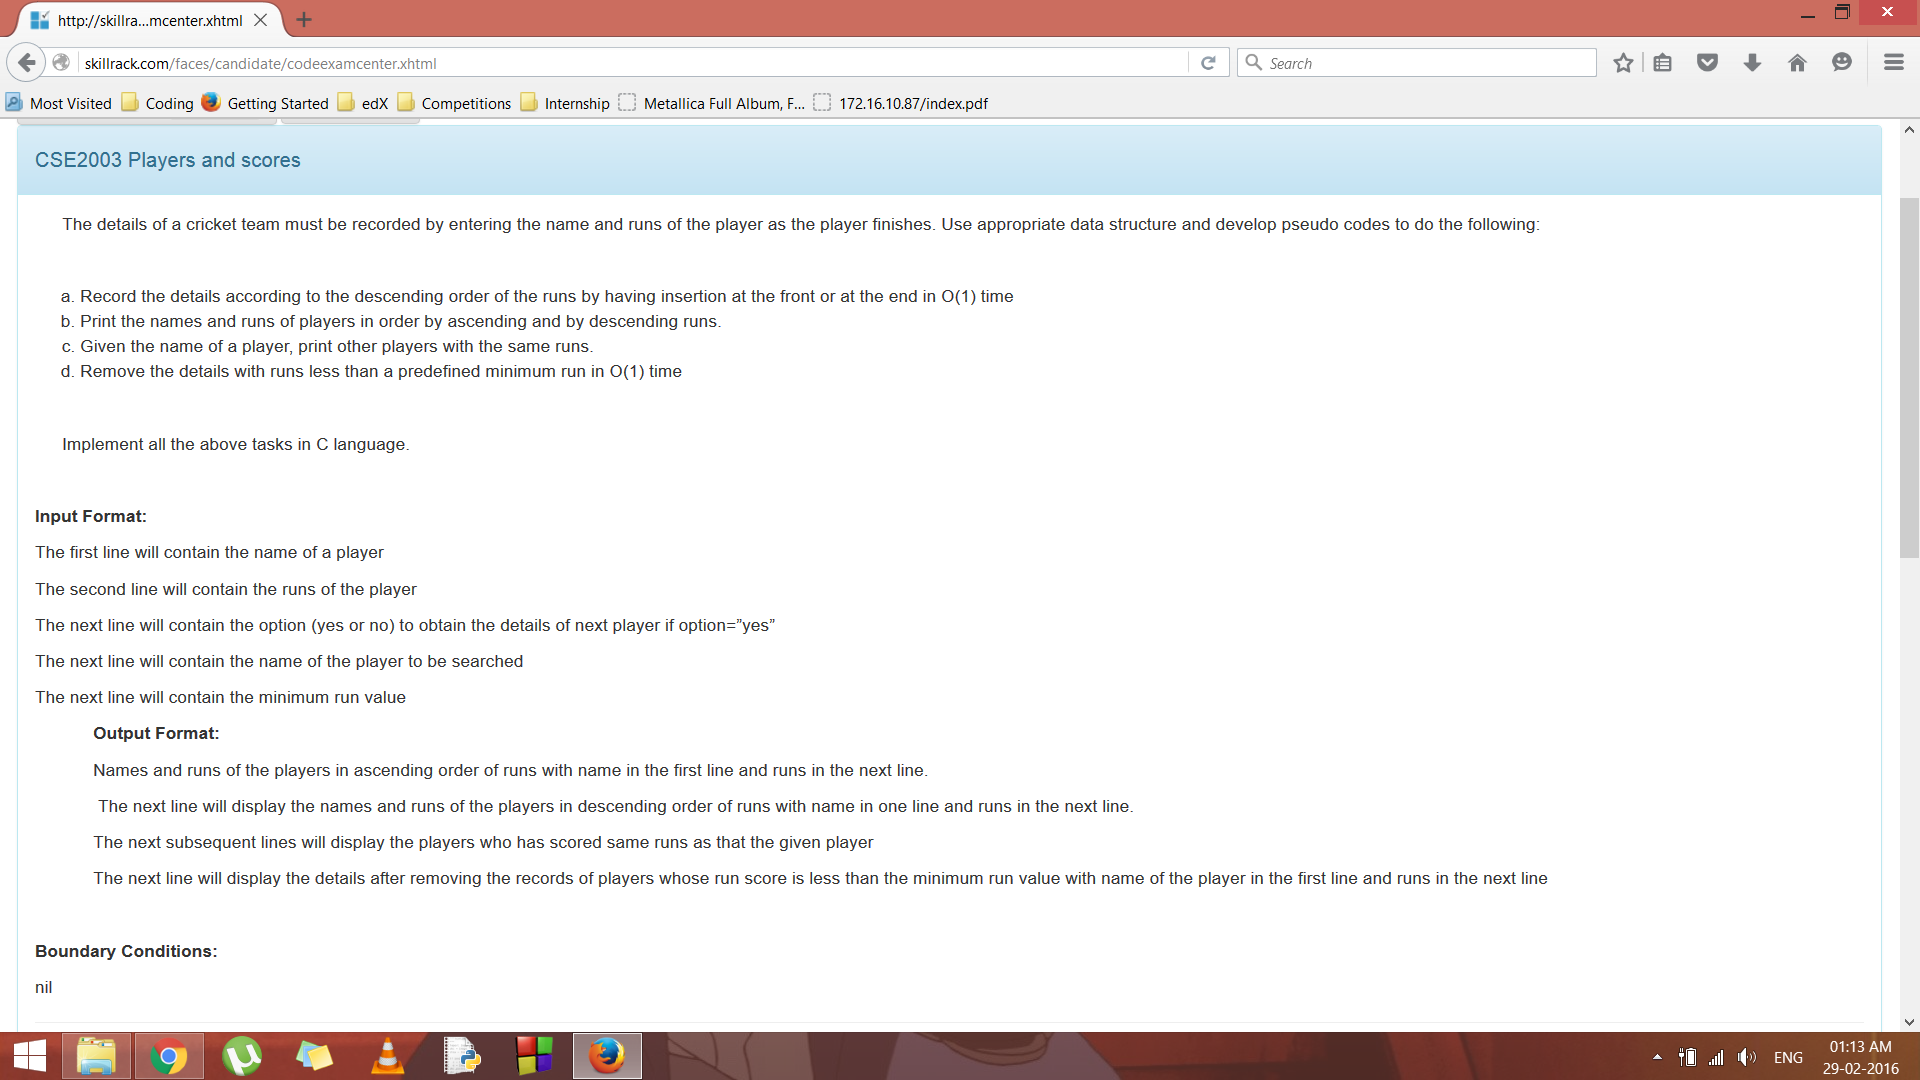 http://skillra...mcenter.xhtml
skillrack.com/faces/candidate/codeexamcenter.xhtml
Search
Most Visited Coding Getting Started edX Competitions Internship Metallica Full Album, F... 172.16.10.87/index.pdf
CSE2003 Players and scores
The details of a cricket team must be recorded by entering the name and runs of the player as the player finishes. Use appropriate data structure and develop pseudo codes to do the following:
a. Record the details according to the descending order of the runs by having insertion at the front or at the end in O(1) time
b. Print the names and runs of players in order by ascending and by descending runs.
c. Given the name of a player, print other players with the same runs.
d. Remove the details with runs less than a predefined minimum run in O(1) time
Implement all the above tasks in C language.
Input Format:
The first line will contain the name of a player
The second line will contain the runs of the player
The next line will contain the option (yes or no) to obtain the details of next player if option=”yes”
The next line will contain the name of the player to be searched
The next line will contain the minimum run value
Output Format:
Names and runs of the players in ascending order of runs with name in the first line and runs in the next line.
The next line will display the names and runs of the players in descending order of runs with name in one line and runs in the next line.
The next subsequent lines will display the players who has scored same runs as that the given player
The next line will display the details after removing the records of players whose run score is less than the minimum run value with name of the player in the first line and runs in the next line
Boundary Conditions:
nil
ENG
01:13 AM
29-02-2016